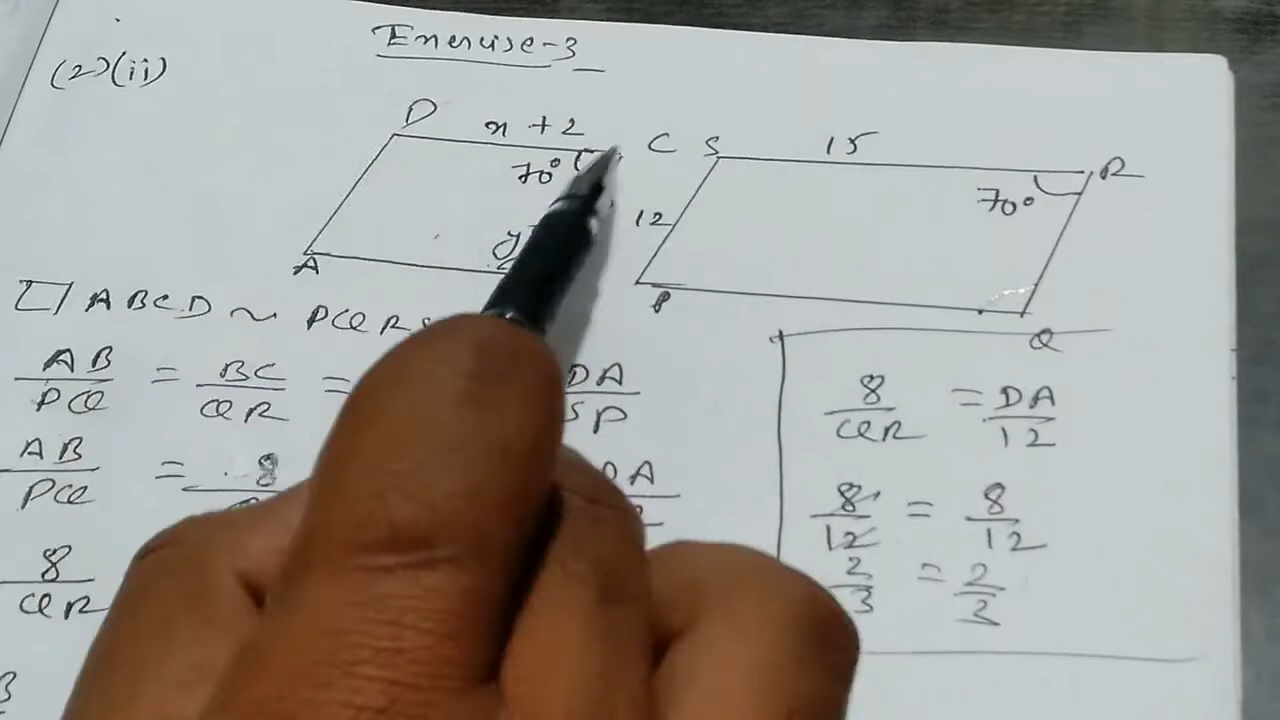 Exercise-3
(2)(ii)
D x + 2 C S 15 R
70° 70°
12
y
A P Q
▱ ABCD ~ PQRS
AB/PQ = BC/QR = DA/SP
AB/PQ = 8
8/QR
8/QR = DA/12
8/12 = 8/12
2/3 = 2/3